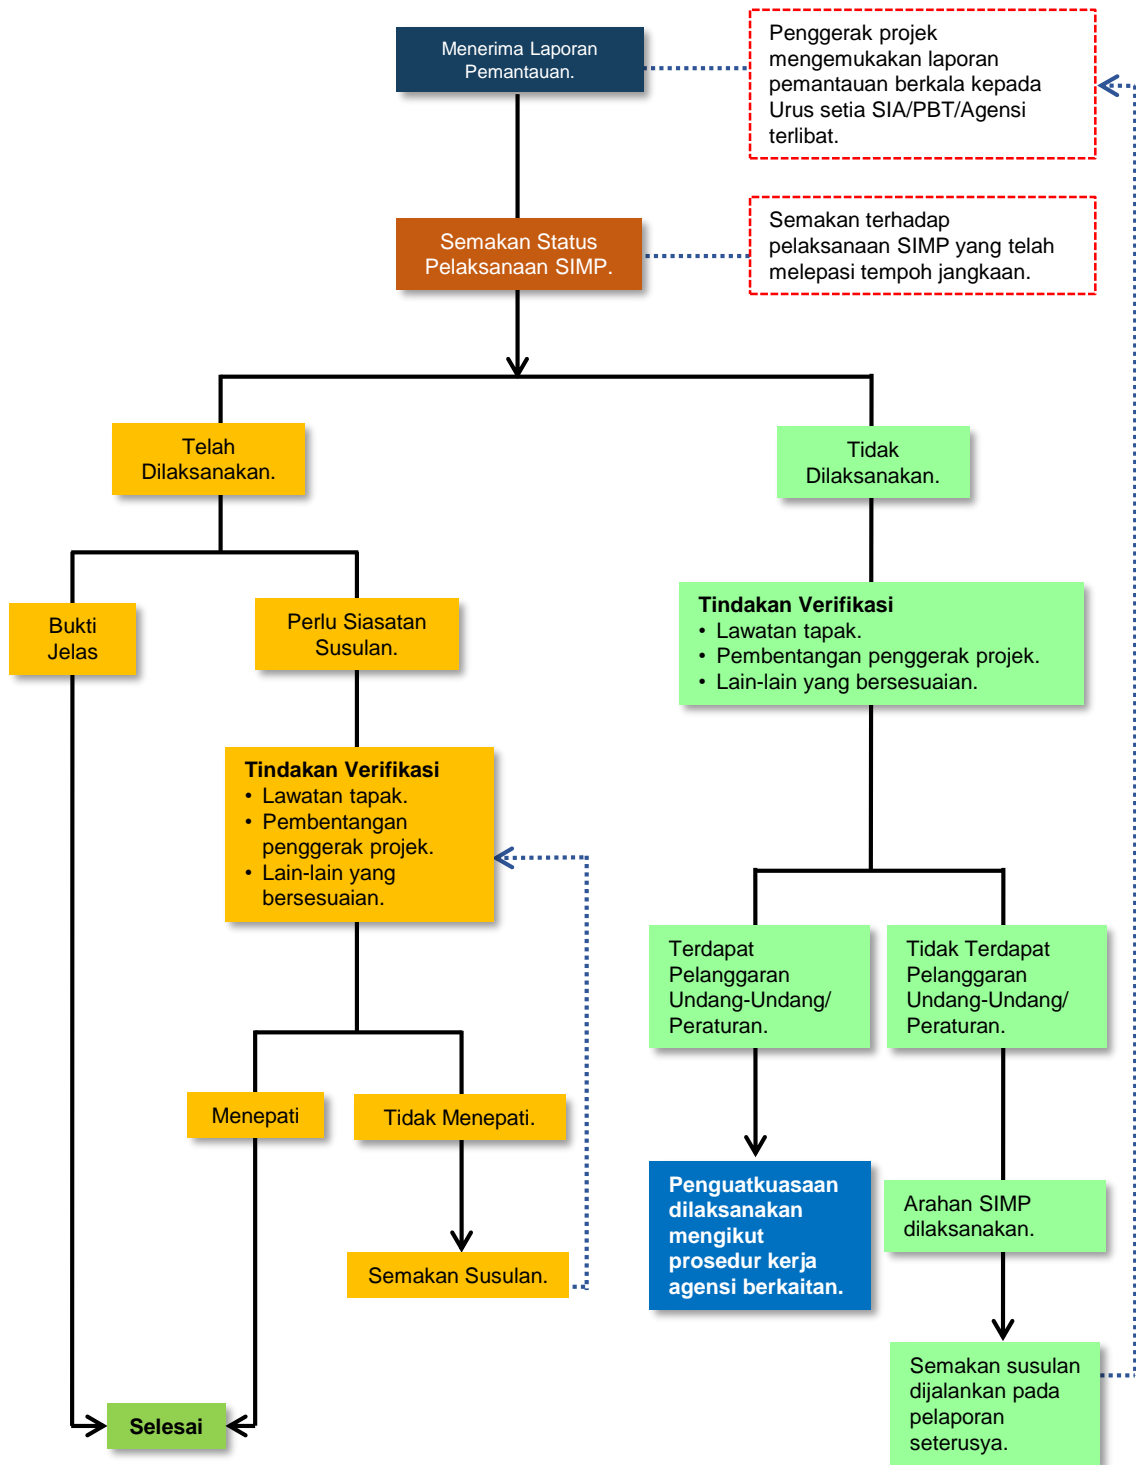 Menerima Laporan
Pemantauan.
Penggerak projek
mengemukakan laporan
pemantauan berkala kepada
Urus setia SIA/PBT/Agensi
terlibat.
Semakan Status
Pelaksanaan SIMP.
Semakan terhadap
pelaksanaan SIMP yang telah
melepasi tempoh jangkaan.
Telah
Dilaksanakan.
Tidak
Dilaksanakan.
Bukti
Jelas
Perlu Siasatan
Susulan.
Tindakan Verifikasi
• Lawatan tapak.
• Pembentangan penggerak projek.
• Lain-lain yang bersesuaian.
Tindakan Verifikasi
• Lawatan tapak.
• Pembentangan
penggerak projek.
• Lain-lain yang
bersesuaian.
Terdapat
Pelanggaran
Undang-Undang/
Peraturan.
Tidak Terdapat
Pelanggaran
Undang-Undang/
Peraturan.
Menepati
Tidak Menepati.
Penguatkuasaan
dilaksanakan
mengikut
prosedur kerja
agensi berkaitan.
Arahan SIMP
dilaksanakan.
Semakan Susulan.
Semakan susulan
dijalankan pada
pelaporan
seterusya.
Selesai